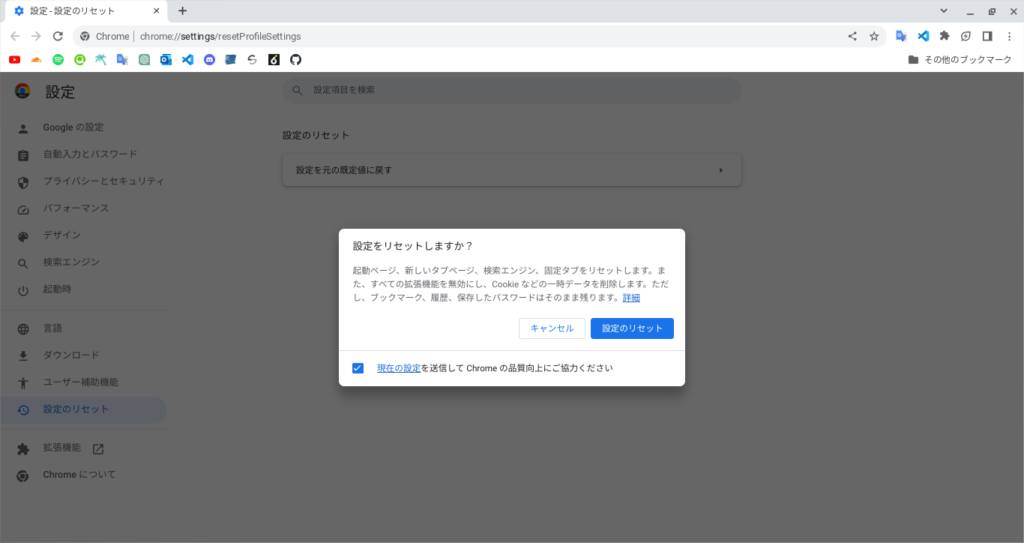 設定 - 設定のリセット
Chrome chrome://settings/resetProfileSettings
その他のブックマーク
設定
設定項目を検索
Google の設定
自動入力とパスワード
プライバシーとセキュリティ
パフォーマンス
デザイン
検索エンジン
起動時
言語
ダウンロード
ユーザー補助機能
設定のリセット
拡張機能
Chrome について
設定のリセット
設定を元の既定値に戻す
設定をリセットしますか？
起動ページ、新しいタブページ、検索エンジン、固定タブをリセットします。ま
た、すべての拡張機能を無効にし、Cookie などの一時データを削除します。ただ
し、ブックマーク、履歴、保存したパスワードはそのまま残ります。詳細
キャンセル
設定のリセット
現在の設定を送信して Chrome の品質向上にご協力ください